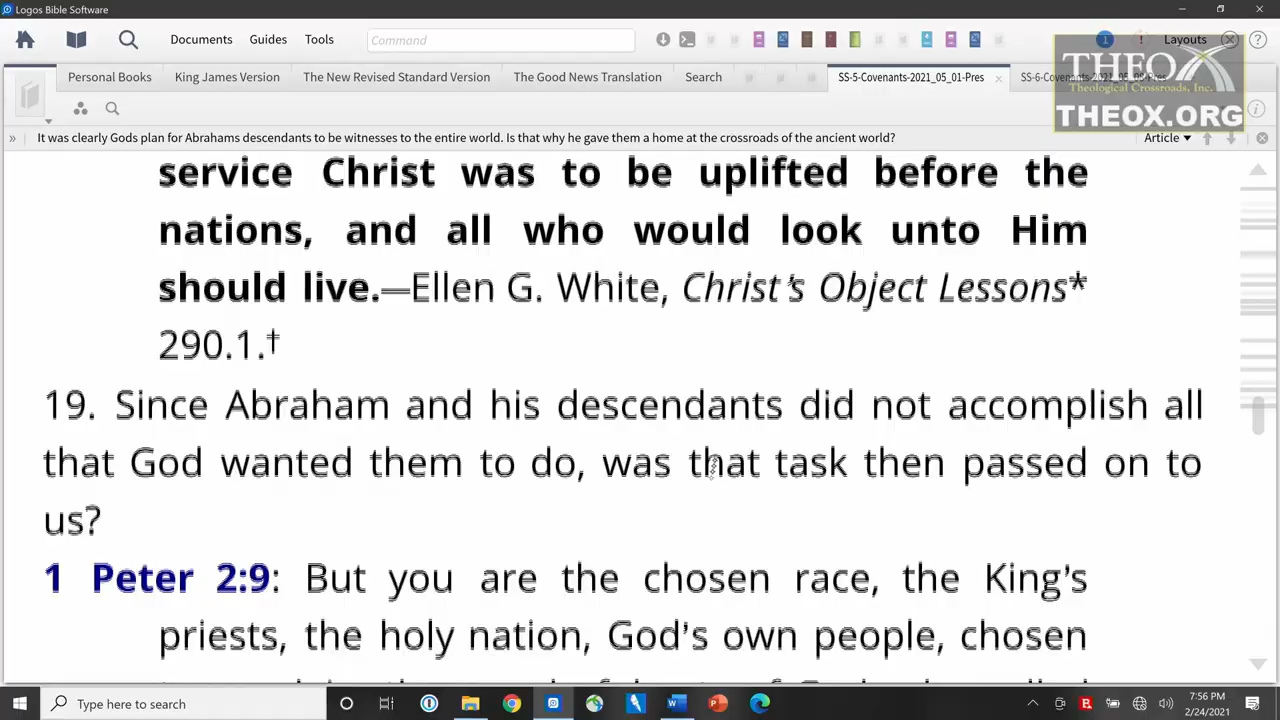 Logos Bible Software
Documents Guides Tools Command Layouts
THEOX
Theological Crossroads, Inc.
THEOX.ORG
Personal Books King James Version The New Revised Standard Version The Good News Translation Search SS-5-Covenants-2021_05_01-Pres
It was clearly Gods plan for Abrahams descendants to be witnesses to the entire world. Is that why he gave them a home at the crossroads of the ancient world? Article
service Christ was to be uplifted before the
nations, and all who would look unto Him
should live.—Ellen G. White, Christ's Object Lessons*
290.1.†
19. Since Abraham and his descendants did not accomplish all
that God wanted them to do, was that task then passed on to
us?
1 Peter 2:9: But you are the chosen race, the King's
priests, the holy nation, God's own people, chosen
Type here to search
7:56 PM
2/24/2021